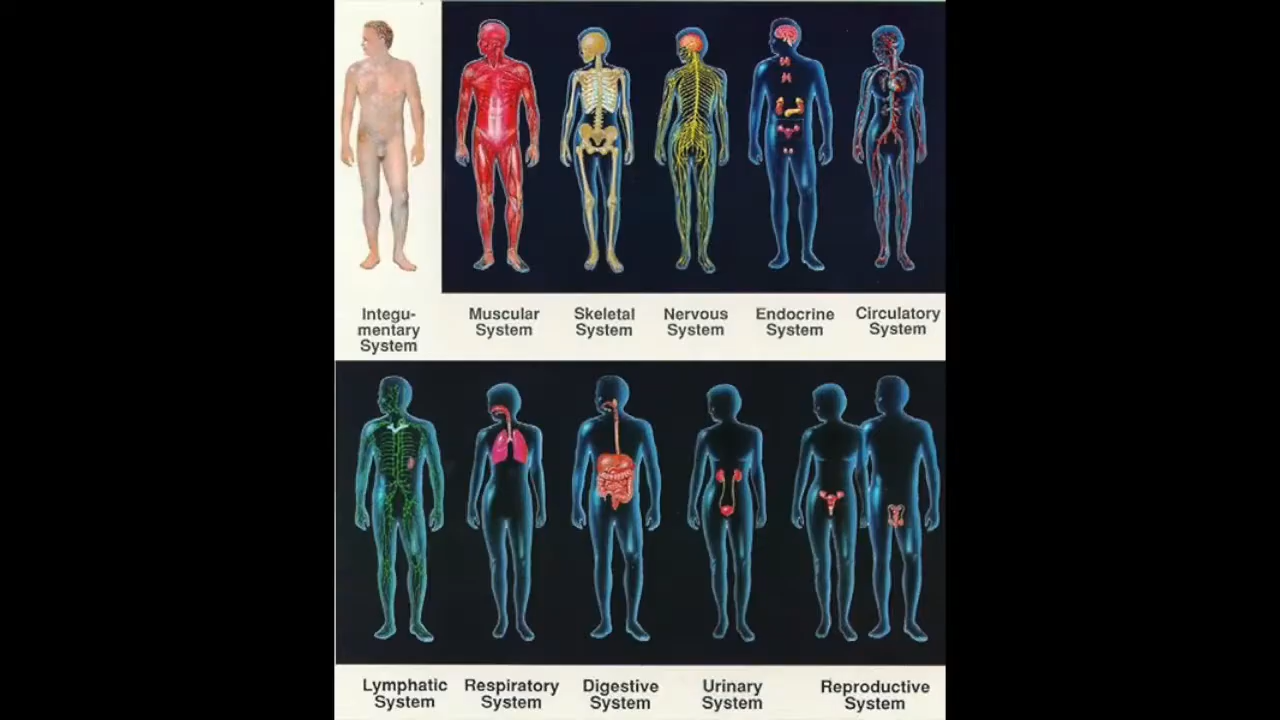 Integu-
mentary
System
Muscular
System
Skeletal
System
Nervous
System
Endocrine
System
Circulatory
System
Lymphatic
System
Respiratory
System
Digestive
System
Urinary
System
Reproductive
System